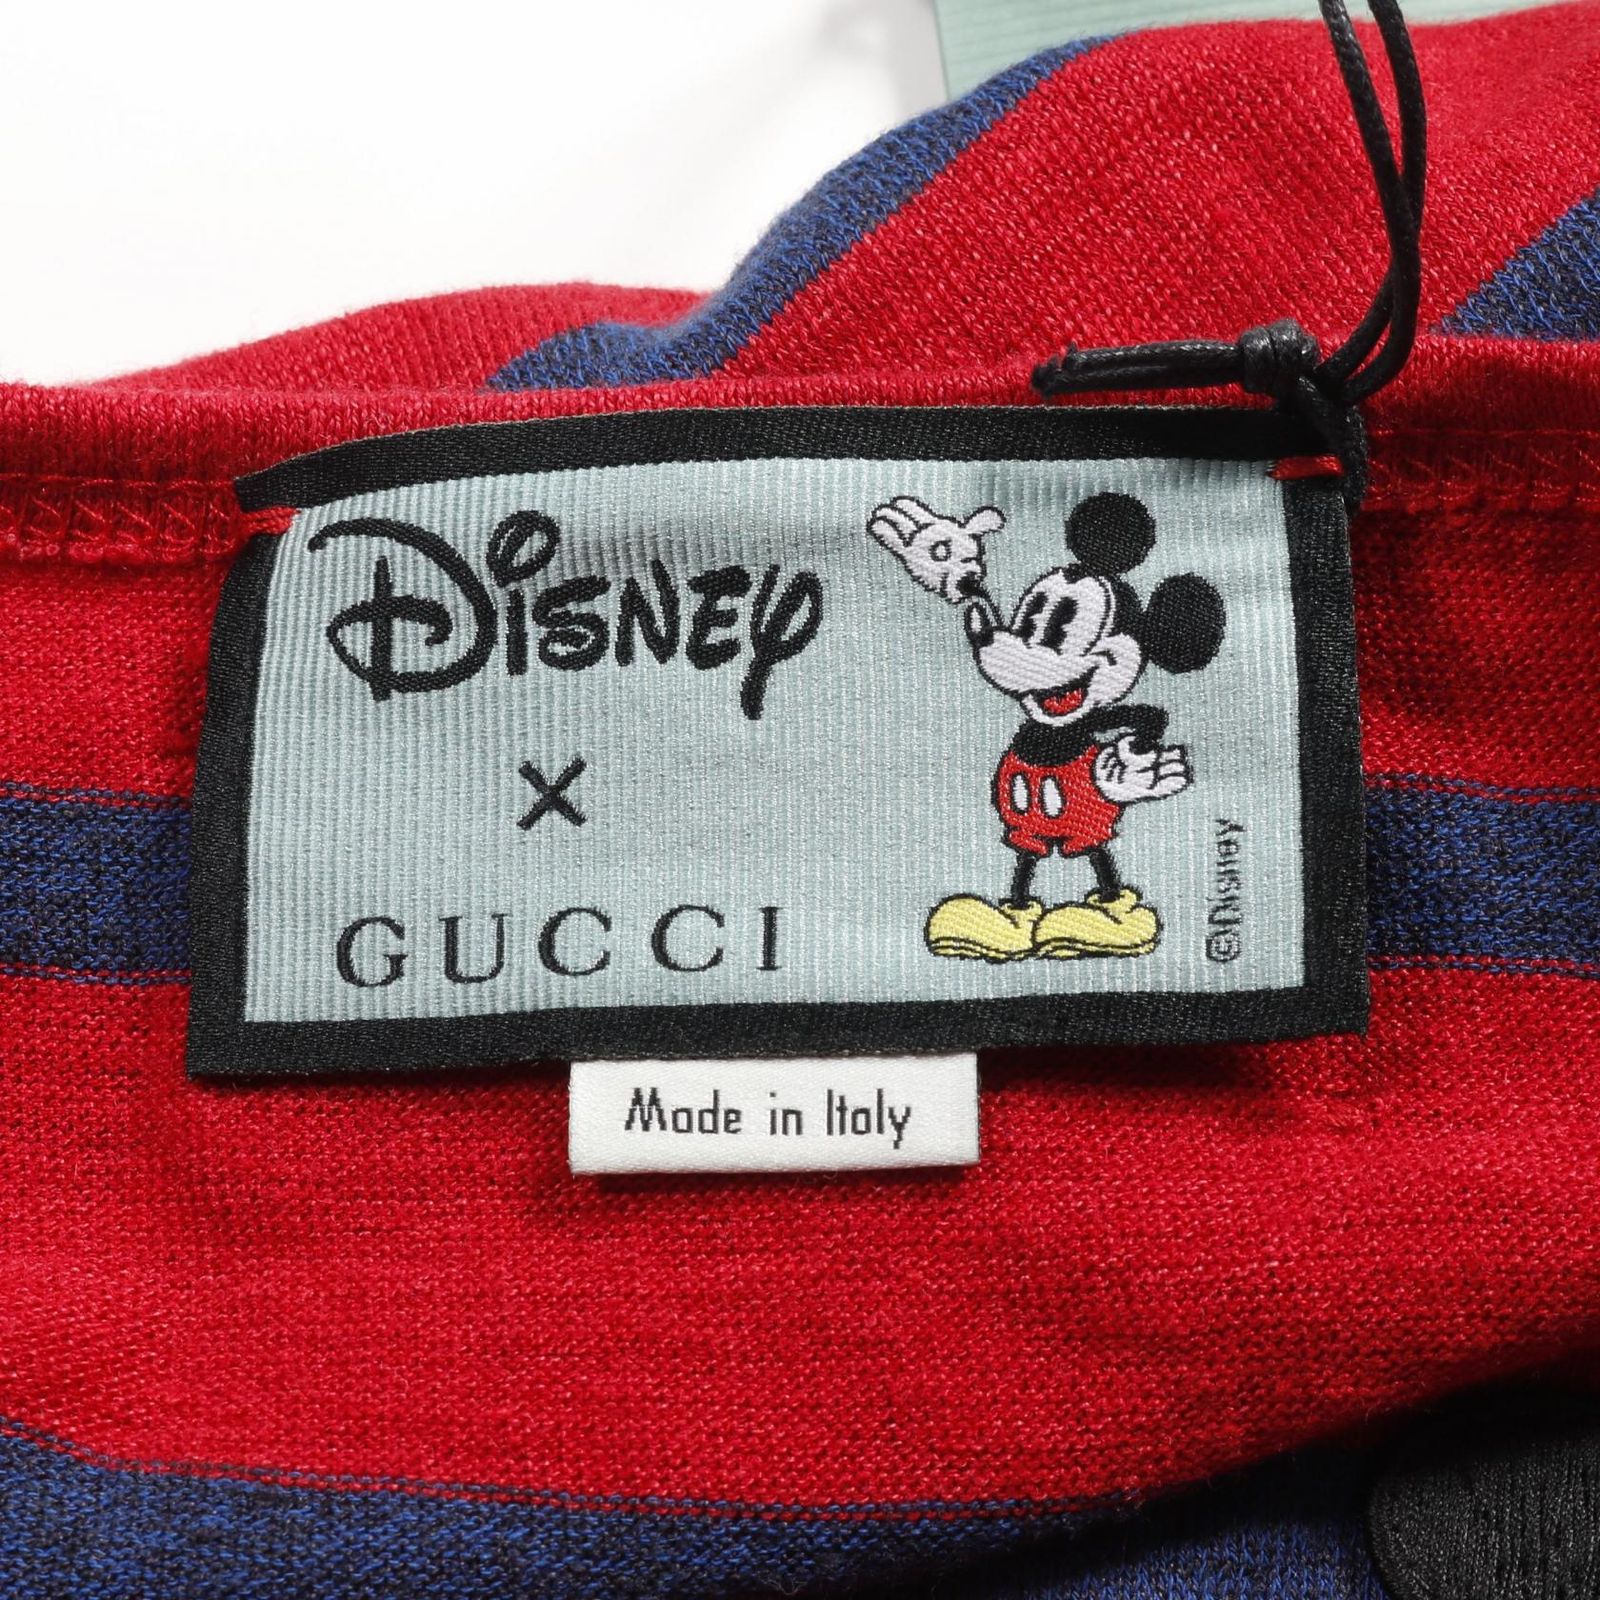 Disney
×
GUCCI
©Disney
Made in Italy